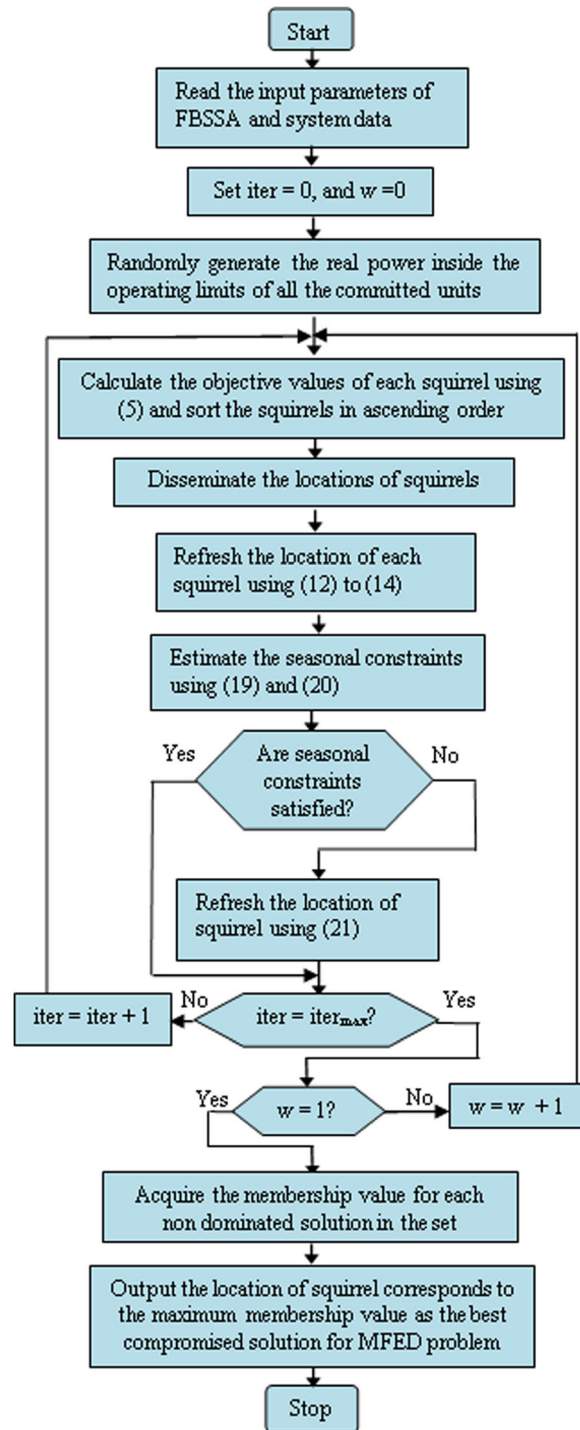 Start
Read the input parameters of
FBSSA and system data
Set iter = 0, and w =0
Randomly generate the real power inside the
operating limits of all the committed units
Calculate the objective values of each squirrel using
(5) and sort the squirrels in ascending order
Disseminate the locations of squirrels
Refresh the location of each
squirrel using (12) to (14)
Estimate the seasonal constraints
using (19) and (20)
Yes
Are seasonal
constraints
satisfied?
No
Refresh the location of
squirrel using (21)
iter = iter + 1
No
iter = iterₘₐₓ?
Yes
Yes
w = 1?
No
w = w + 1
Acquire the membership value for each
non dominated solution in the set
Output the location of squirrel corresponds to
the maximum membership value as the best
compromised solution for MFED problem
Stop